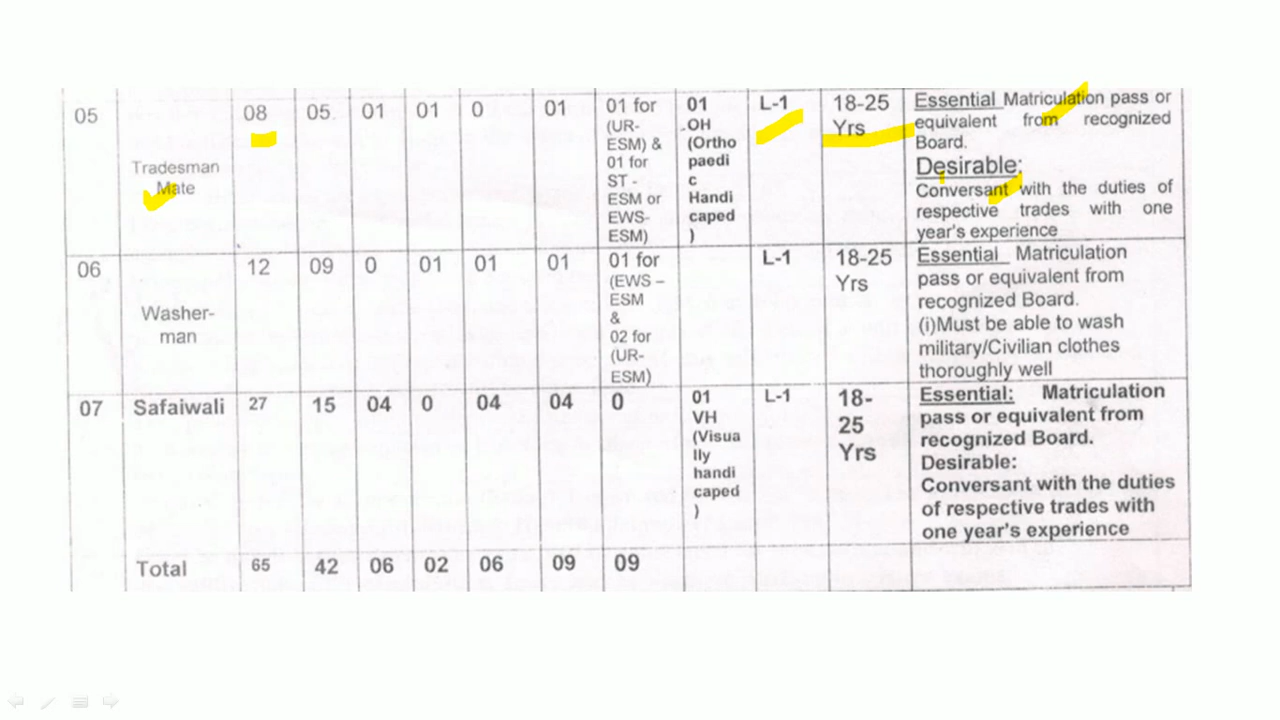 05
Tradesman
Mate
08
05
01
01
0
01
01 for
(UR-
ESM) &
01 for
ST -
ESM or
EWS-
ESM)
01
OH
(Ortho
paedi
c
Handi
caped
)
L-1
18-25
Yrs
Essential Matriculation pass or
equivalent from recognized
Board.
Desirable:
Conversant with the duties of
respective trades with one
year's experience
06
Washer-
man
12
09
0
01
01
01
01 for
(EWS –
ESM
&
02 for
(UR-
ESM)
L-1
18-25
Yrs
Essential Matriculation
pass or equivalent from
recognized Board.
(i)Must be able to wash
military/Civilian clothes
thoroughly well
07
Safaiwali
27
15
04
0
04
04
0
01
VH
(Visua
lly
handi
caped
)
L-1
18-
25
Yrs
Essential: Matriculation
pass or equivalent from
recognized Board.
Desirable:
Conversant with the duties
of respective trades with
one year's experience
Total
65
42
06
02
06
09
09